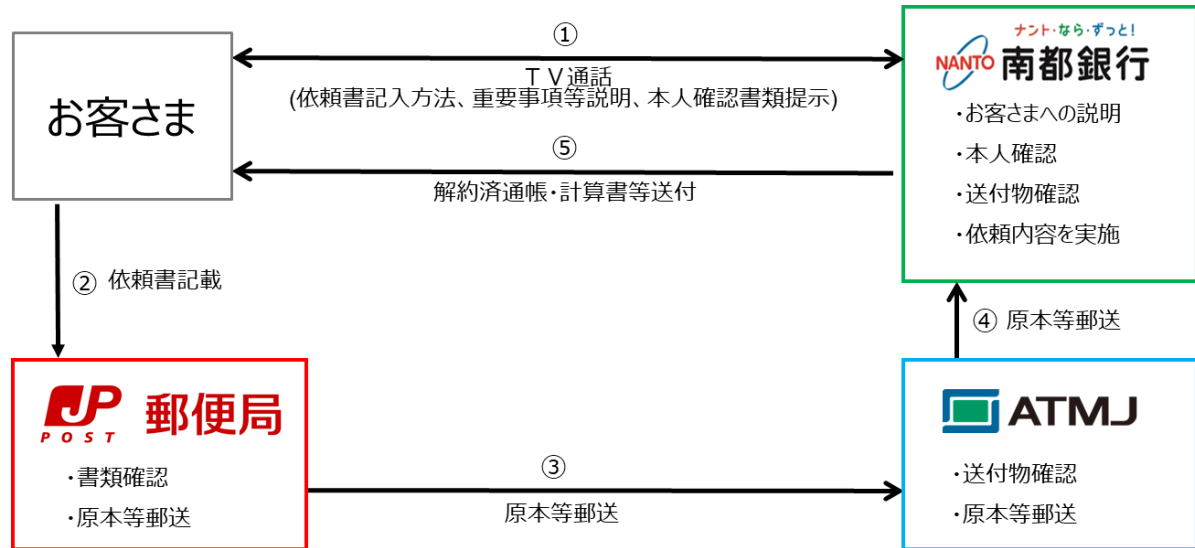 ①
ＴＶ通話
(依頼書記入方法、重要事項等説明、本人確認書類提示)
お客さま
ナント・なら・ずっと!
NANTO 南都銀行
・お客さまへの説明
・本人確認
・送付物確認
・依頼内容を実施
⑤
解約済通帳・計算書等送付
② 依頼書記載
④ 原本等郵送
JP
POST
郵便局
・書類確認
・原本等郵送
③
原本等郵送
ATMJ
・送付物確認
・原本等郵送